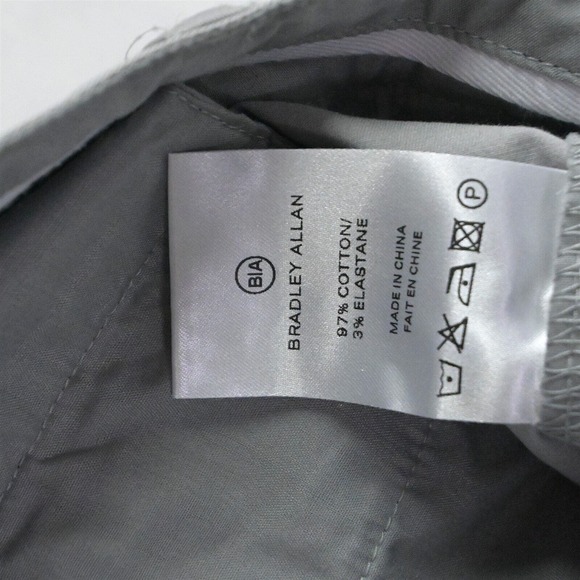 BIA
BRADLEY ALLAN
97% COTTON/
3% ELASTANE
MADE IN CHINA
FAIT EN CHINE
P